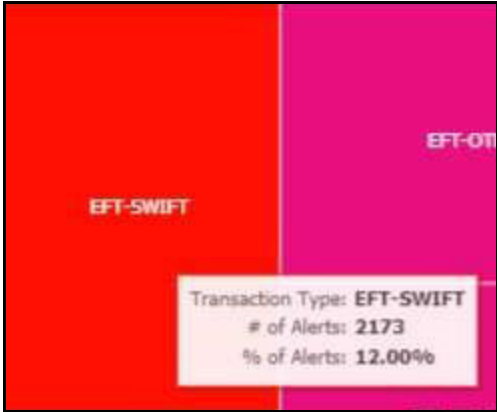 EFT-OT
EFT-SWIFT
Transaction Type: EFT-SWIFT
# of Alerts: 2173
% of Alerts: 12.00%